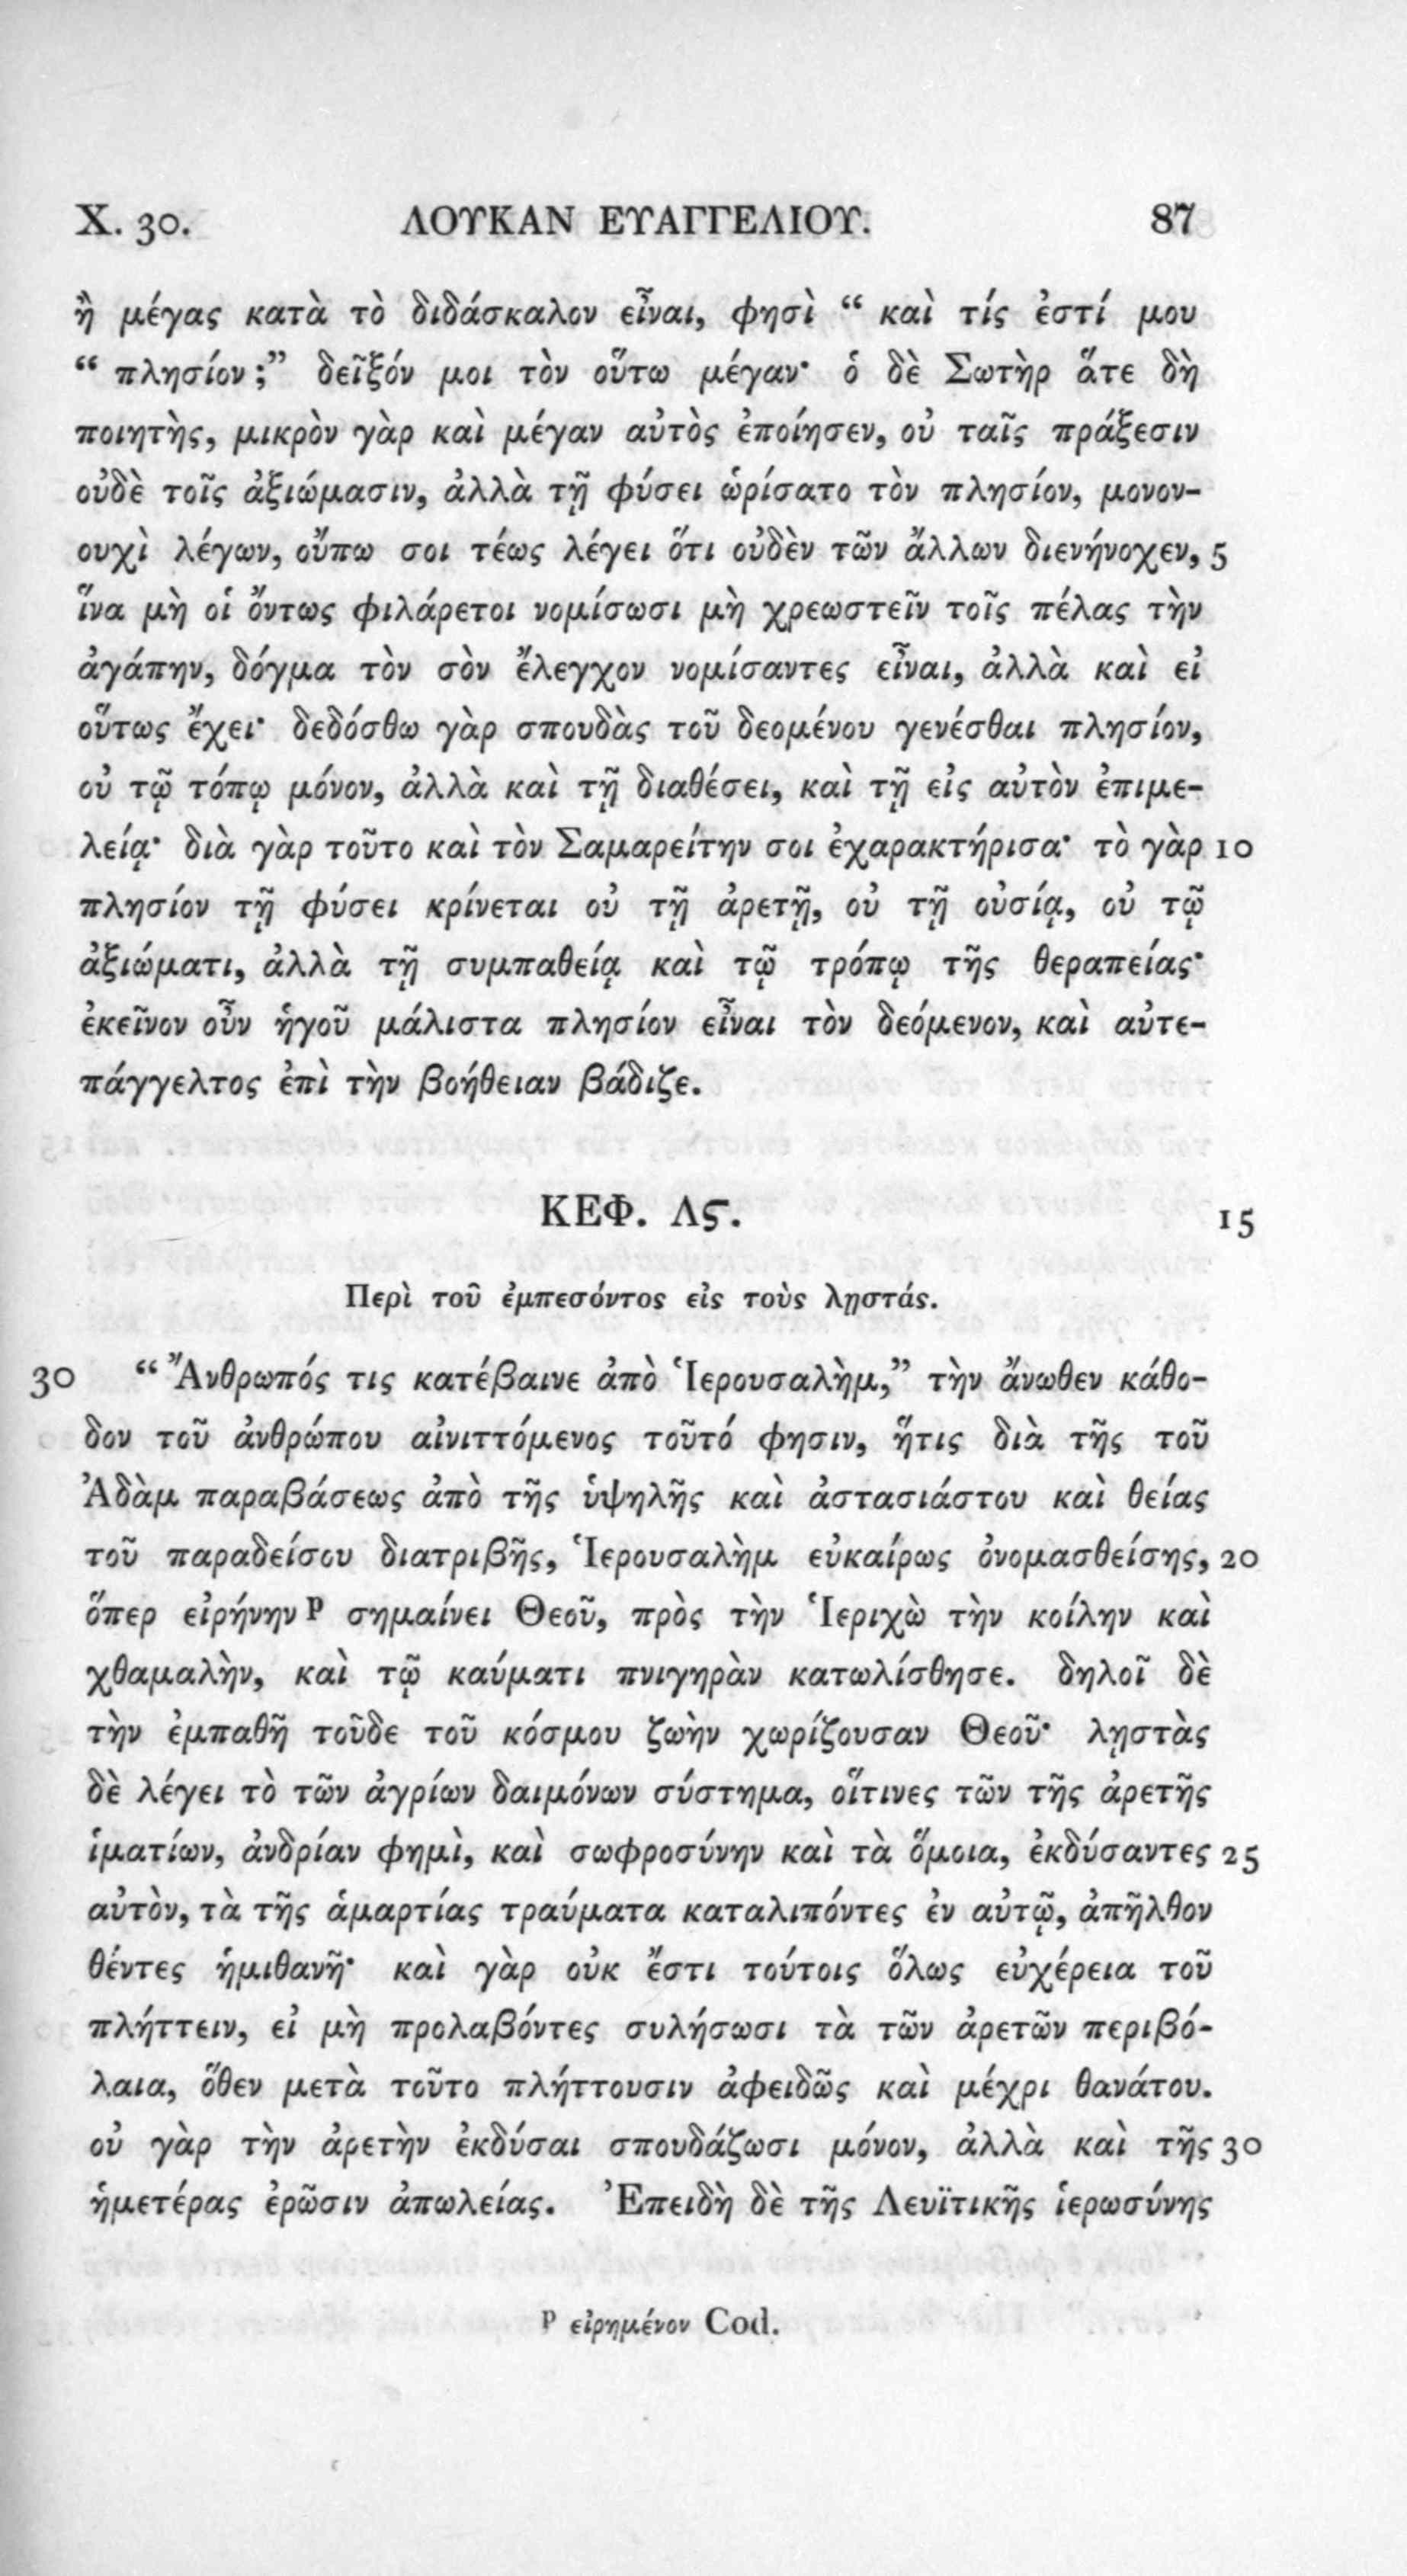 X. 30. ΛΟΥΚΑΝ ΕΥΑΓΓΕΛΙΟΥ. 87
ἢ μέγας κατὰ τὸ διδάσκαλον εἶναι, φησὶ “ καὶ τίς ἐστί μου
“ πλησίον ;” δεῖξόν μοι τὸν οὕτω μέγαν· ὁ δὲ Σωτὴρ ἅτε δὴ
ποιητὴς, μικρὸν γὰρ καὶ μέγαν αὐτὸς ἐποίησεν, οὐ ταῖς πράξεσιν
οὐδὲ τοῖς ἀξιώμασιν, ἀλλὰ τῇ φύσει ὡρίσατο τὸν πλησίον, μονον-
ουχὶ λέγων, οὔπω σοι τέως λέγει ὅτι οὐδὲν τῶν ἄλλων διενήνοχεν, 5
ἵνα μὴ οἱ ὄντως φιλάρετοι νομίσωσι μὴ χρεωστεῖν τοῖς πέλας τὴν
ἀγάπην, δόγμα τὸν σὸν ἔλεγχον νομίσαντες εἶναι, ἀλλὰ καὶ εἰ
οὕτως ἔχει· δεδόσθω γὰρ σπουδὰς τοῦ δεομένου γενέσθαι πλησίον,
οὐ τῷ τόπῳ μόνον, ἀλλὰ καὶ τῇ διαθέσει, καὶ τῇ εἰς αὐτὸν ἐπιμε-
λείᾳ· διὰ γὰρ τοῦτο καὶ τὸν Σαμαρείτην σοι ἐχαρακτήρισα· τὸ γὰρ 10
πλησίον τῇ φύσει κρίνεται οὐ τῇ ἀρετῇ, οὐ τῇ οὐσίᾳ, οὐ τῷ
ἀξιώματι, ἀλλὰ τῇ συμπαθείᾳ καὶ τῷ τρόπῳ τῆς θεραπείας·
ἐκεῖνον οὖν ἡγοῦ μάλιστα πλησίον εἶναι τὸν δεόμενον, καὶ αὐτε-
πάγγελτος ἐπὶ τὴν βοήθειαν βάδιζε.
ΚΕΦ. Λϛ. 15
Περὶ τοῦ ἐμπεσόντος εἰς τοὺς λῃστάς.
30 “ Ἄνθρωπός τις κατέβαινε ἀπὸ Ἱερουσαλὴμ,” τὴν ἄνωθεν κάθο-
δον τοῦ ἀνθρώπου αἰνιττόμενος τοῦτό φησιν, ἥτις διὰ τῆς τοῦ
Ἀδὰμ παραβάσεως ἀπὸ τῆς ὑψηλῆς καὶ ἀστασιάστου καὶ θείας
τοῦ παραδείσου διατριβῆς, Ἱερουσαλὴμ εὐκαίρως ὀνομασθείσης, 20
ὅπερ εἰρήνην p σημαίνει Θεοῦ, πρὸς τὴν Ἱεριχὼ τὴν κοίλην καὶ
χθαμαλὴν, καὶ τῷ καύματι πνιγηρὰν κατωλίσθησε. δηλοῖ δὲ
τὴν ἐμπαθῆ τοῦδε τοῦ κόσμου ζωὴν χωρίζουσαν Θεοῦ· λῃστὰς
δὲ λέγει τὸ τῶν ἀγρίων δαιμόνων σύστημα, οἵτινες τῶν τῆς ἀρετῆς
ἱματίων, ἀνδρίαν φημὶ, καὶ σωφροσύνην καὶ τὰ ὅμοια, ἐκδύσαντες 25
αὐτὸν, τὰ τῆς ἁμαρτίας τραύματα καταλιπόντες ἐν αὐτῷ, ἀπῆλθον
θέντες ἡμιθανῆ· καὶ γὰρ οὐκ ἔστι τούτοις ὅλως εὐχέρεια τοῦ
πλήττειν, εἰ μὴ προλαβόντες συλήσωσι τὰ τῶν ἀρετῶν περιβό-
λαια, ὅθεν μετὰ τοῦτο πλήττουσιν ἀφειδῶς καὶ μέχρι θανάτου.
οὐ γὰρ τὴν ἀρετὴν ἐκδύσαι σπουδάζωσι μόνον, ἀλλὰ καὶ τῆς 30
ἡμετέρας ἐρῶσιν ἀπωλείας. Ἐπειδὴ δὲ τῆς Λευϊτικῆς ἱερωσύνης
p εἰρημένον Cod.